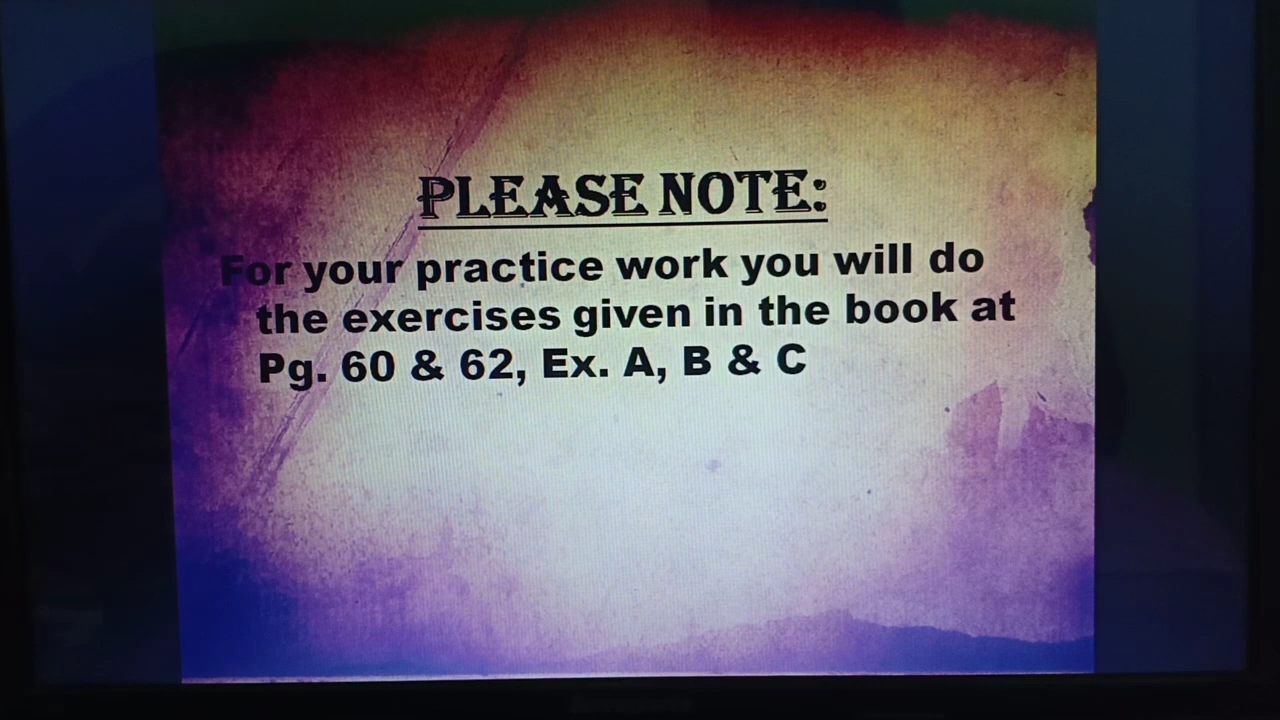 PLEASE NOTE:
For your practice work you will do
the exercises given in the book at
Pg. 60 & 62, Ex. A, B & C